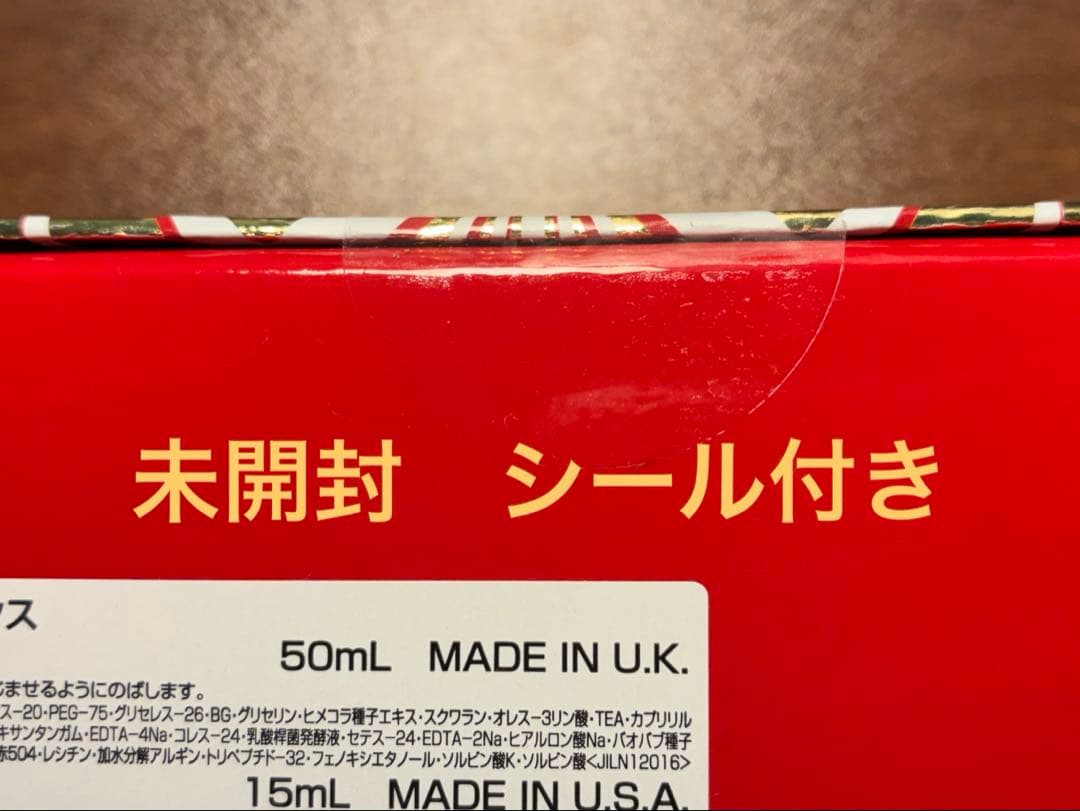 未開封　シール付き
ス
50mL　MADE IN U.K.
ませるようにのばします。
ス-20・PEG-75・グリセレス-26・BG・グリセリン・ヒメコラ種子エキス・スクワラン・オレス-3リン酸・TEA・カプリリル
キサンタンガム・EDTA-4Na・コレス-24・乳酸桿菌発酵液・セテス-24・EDTA-2Na・ヒアルロン酸Na・バオバブ種子
赤504・レシチン・加水分解アルギン・トリペプチド-32・フェノキシエタノール・ソルビン酸K・ソルビン酸<JILN12016>
15mL　MADE IN U.S.A.